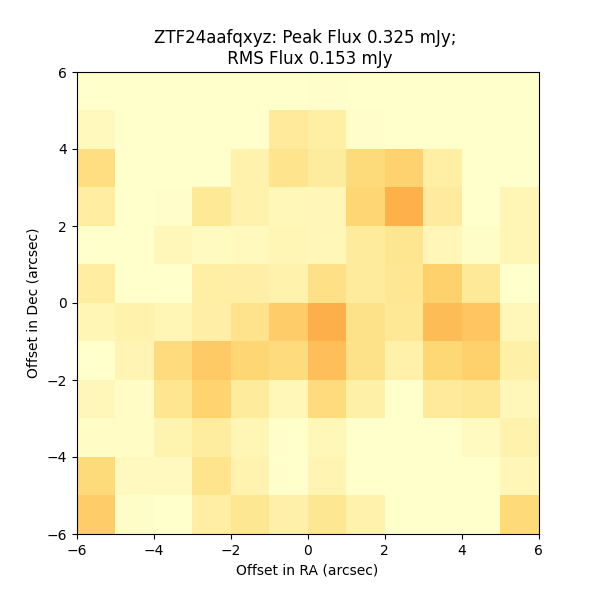 ZTF24aafqxyz: Peak Flux 0.325 mJy;
RMS Flux 0.153 mJy
6
4
2
0
−2
−4
−6
Offset in Dec (arcsec)
−6 −4 −2 0 2 4 6
Offset in RA (arcsec)